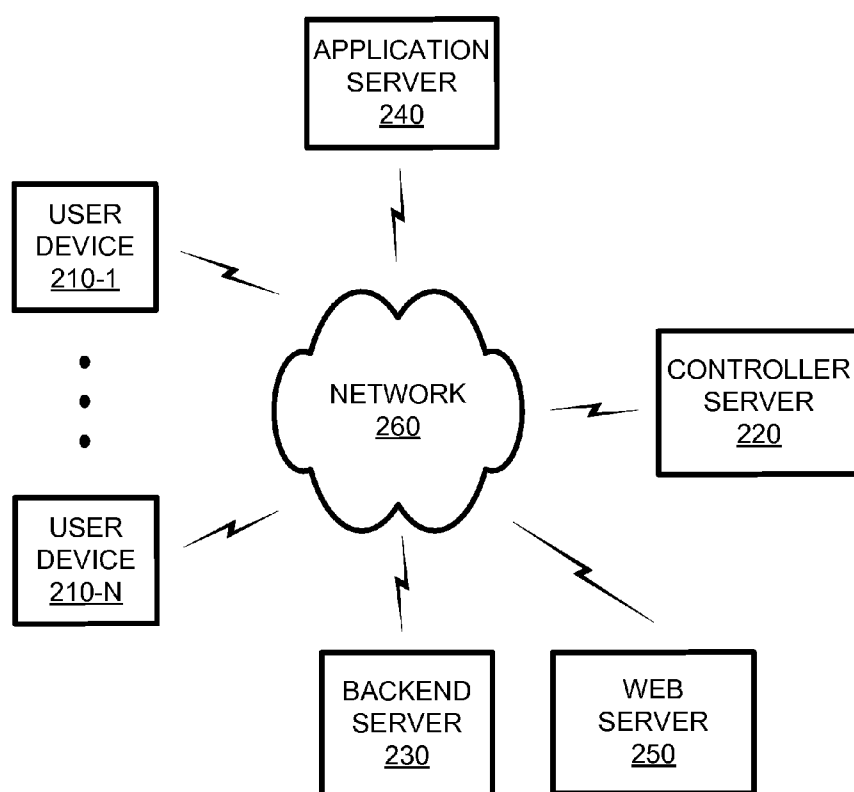 APPLICATION
SERVER
240
USER
DEVICE
210-1
NETWORK
260
CONTROLLER
SERVER
220
USER
DEVICE
210-N
BACKEND
SERVER
230
WEB
SERVER
250